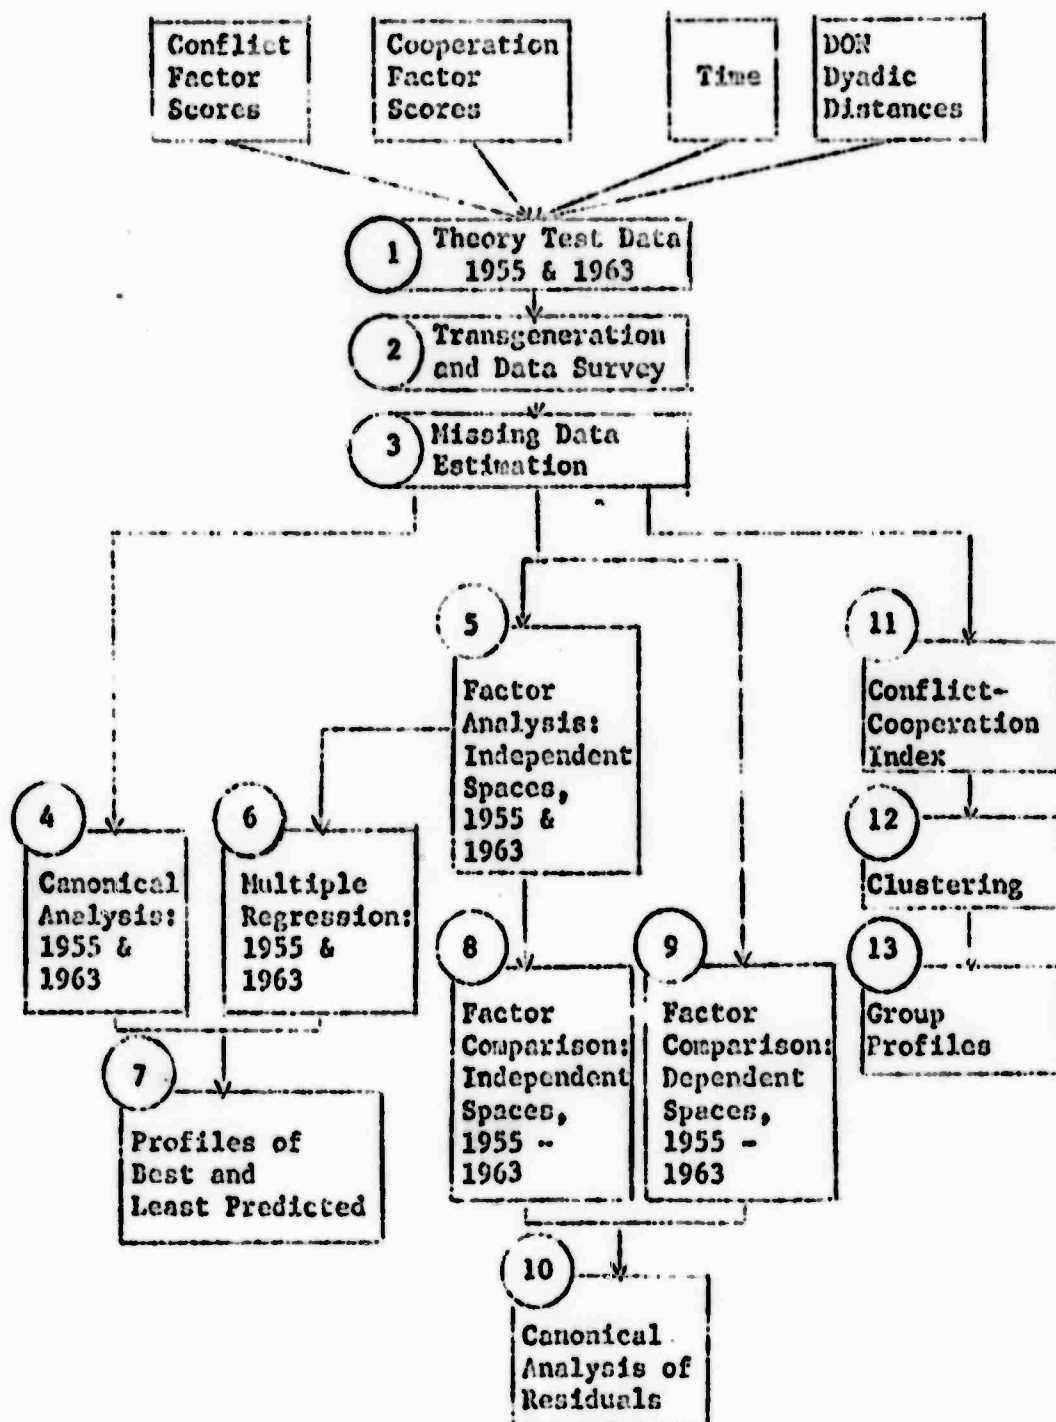 Conflict
Factor
Scores
Cooperation
Factor
Scores
Time
DON
Dyadic
Distances
1
Theory Test Data
1955 & 1963
2
Transgeneration
and Data Survey
3
Missing Data
Estimation
5
Factor
Analysis:
Independent
Spaces,
1955 &
1963
11
Conflict-
Cooperation
Index
4
Canonical
Analysis:
1955 &
1963
6
Multiple
Regression:
1955 &
1963
12
Clustering
8
Factor
Comparison:
Independent
Spaces,
1955 -
1963
9
Factor
Comparison:
Dependent
Spaces,
1955 -
1963
13
Group
Profiles
7
Profiles of
Best and
Least Predicted
10
Canonical
Analysis of
Residuals